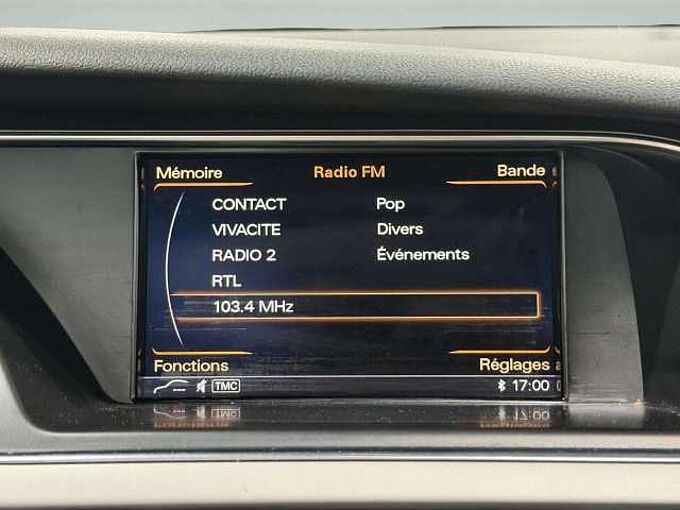 Mémoire Radio FM Bande
CONTACT Pop
VIVACITE Divers
RADIO 2 Événements
RTL
103.4 MHz
Fonctions Réglages
--- TMC 17:00